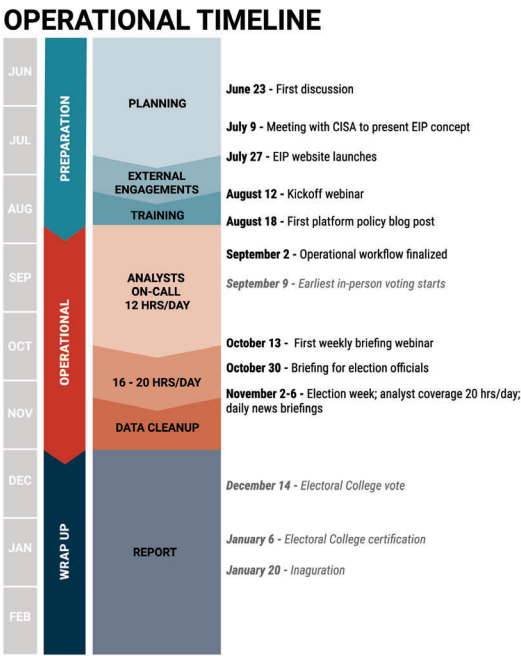 OPERATIONAL TIMELINE
JUN
JUL
AUG
SEP
OCT
NOV
DEC
JAN
FEB
PREPARATION
OPERATIONAL
WRAP UP
PLANNING
EXTERNAL
ENGAGEMENTS
TRAINING
ANALYSTS
ON-CALL
12 HRS/DAY
16 - 20 HRS/DAY
DATA CLEANUP
REPORT
June 23 - First discussion
July 9 - Meeting with CISA to present EIP concept
July 27 - EIP website launches
August 12 - Kickoff webinar
August 18 - First platform policy blog post
September 2 - Operational workflow finalized
September 9 - Earliest in-person voting starts
October 13 - First weekly briefing webinar
October 30 - Briefing for election officials
November 2-6 - Election week; analyst coverage 20 hrs/day;
daily news briefings
December 14 - Electoral College vote
January 6 - Electoral College certification
January 20 - Inaguration